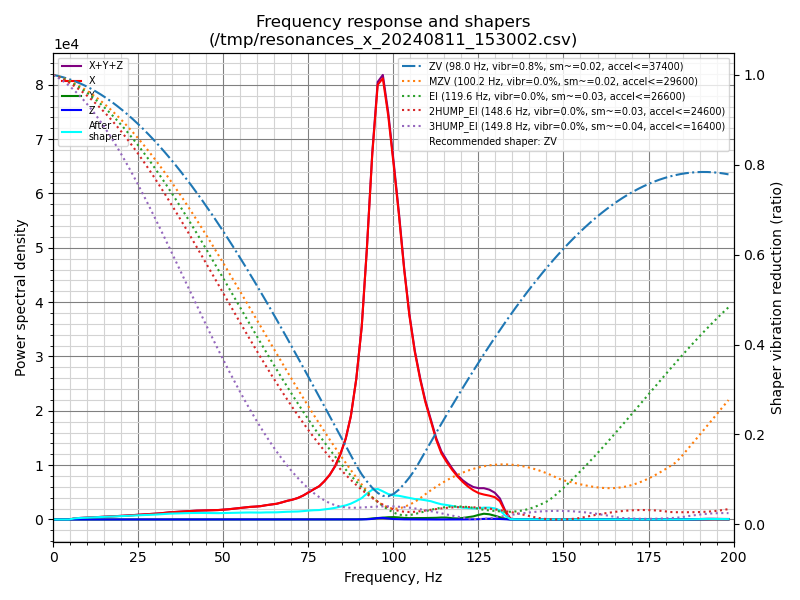 Frequency response and shapers
(/tmp/resonances_x_20240811_153002.csv)
1e4
X+Y+Z
X
Y
Z
After
shaper
ZV (98.0 Hz, vibr=0.8%, sm~=0.02, accel<=37400)
MZV (100.2 Hz, vibr=0.0%, sm~=0.02, accel<=29600)
EI (119.6 Hz, vibr=0.0%, sm~=0.03, accel<=26600)
2HUMP_EI (148.6 Hz, vibr=0.0%, sm~=0.03, accel<=24600)
3HUMP_EI (149.8 Hz, vibr=0.0%, sm~=0.04, accel<=16400)
Recommended shaper: ZV
Power spectral density
8
7
6
5
4
3
2
1
0
1.0
0.8
0.6
0.4
0.2
0.0
Shaper vibration reduction (ratio)
0 25 50 75 100 125 150 175 200
Frequency, Hz